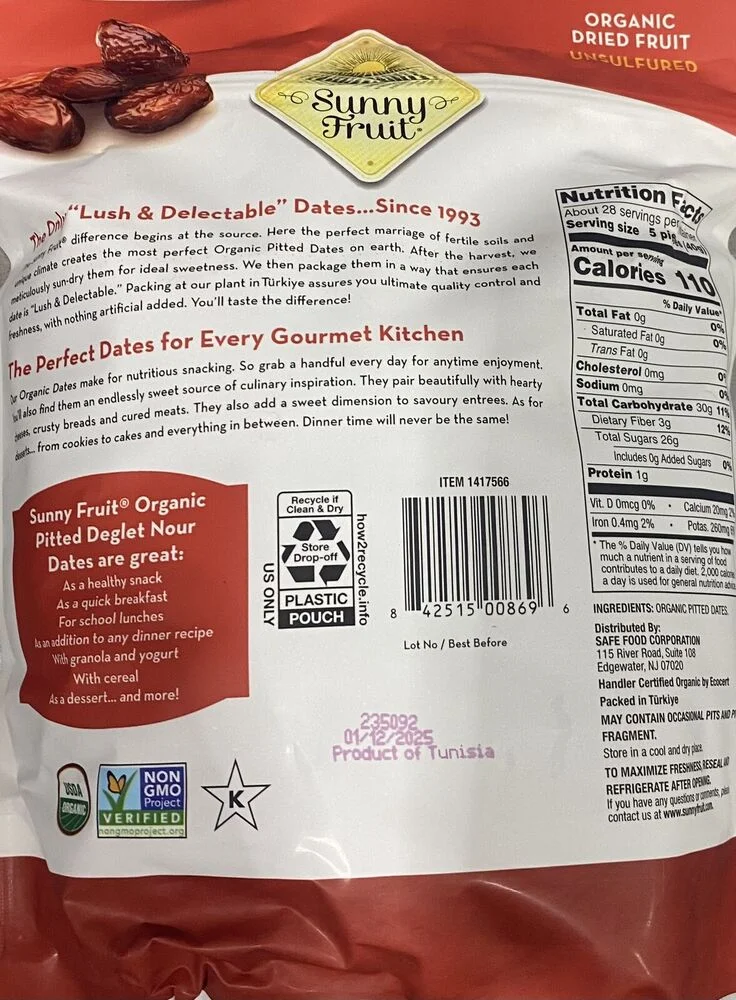 ORGANIC
DRIED FRUIT
UNSULFURED
Sunny
Fruit®
The Only "Lush & Delectable" Dates...Since 1993
Fruit® difference begins at the source. Here the perfect marriage of fertile soils and
unique climate creates the most perfect Organic Pitted Dates on earth. After the harvest, we
meticulously sun-dry them for ideal sweetness. We then package them in a way that ensures each
date is "Lush & Delectable." Packing at our plant in Türkiye assures you ultimate quality control and
freshness, with nothing artificial added. You'll taste the difference!
The Perfect Dates for Every Gourmet Kitchen
Our Organic Dates make for nutritious snacking. So grab a handful every day for anytime enjoyment.
You'll also find them an endlessly sweet source of culinary inspiration. They pair beautifully with hearty
cheeses, crusty breads and cured meats. They also add a sweet dimension to savoury entrees. As for
desserts... from cookies to cakes and everything in between. Dinner time will never be the same!
Sunny Fruit® Organic
Pitted Deglet Nour
Dates are great:
As a healthy snack
As a quick breakfast
For school lunches
As an addition to any dinner recipe
With granola and yogurt
With cereal
As a dessert... and more!
Recycle if
Clean & Dry
Store
Drop-off
PLASTIC
POUCH
US ONLY
how2recycle.info
ITEM 1417566
8 42515 00869 6
Lot No / Best Before
235092
01/12/2025
Product of Tunisia
USDA
ORGANIC
NON
GMO
Project
VERIFIED
nongmoproject.org
K
Nutrition Facts
About 28 servings per
Serving size 5 (40g)
Amount per serving
Calories 110
% Daily Value*
Total Fat 0g 0%
Saturated Fat 0g 0%
Trans Fat 0g
Cholesterol 0mg 0%
Sodium 0mg 0%
Total Carbohydrate 30g 11%
Dietary Fiber 3g 12%
Total Sugars 26g
Includes 0g Added Sugars 0%
Protein 1g
Vit. D 0mcg 0% • Calcium 20mg 2%
Iron 0.4mg 2% • Potas. 260mg 6%
* The % Daily Value (DV) tells you how
much a nutrient in a serving of food
contributes to a daily diet. 2,000 calories
a day is used for general nutrition advice.
INGREDIENTS: ORGANIC PITTED DATES.
Distributed By:
SAFE FOOD CORPORATION
115 River Road, Suite 108
Edgewater, NJ 07020
Handler Certified Organic by Ecocert
Packed in Türkiye
MAY CONTAIN OCCASIONAL PITS AND
FRAGMENT.
Store in a cool and dry place.
TO MAXIMIZE FRESHNESS, RESEAL AND
REFRIGERATE AFTER OPENING.
If you have any questions or comments, please
contact us at www.sunnyfruit.com.